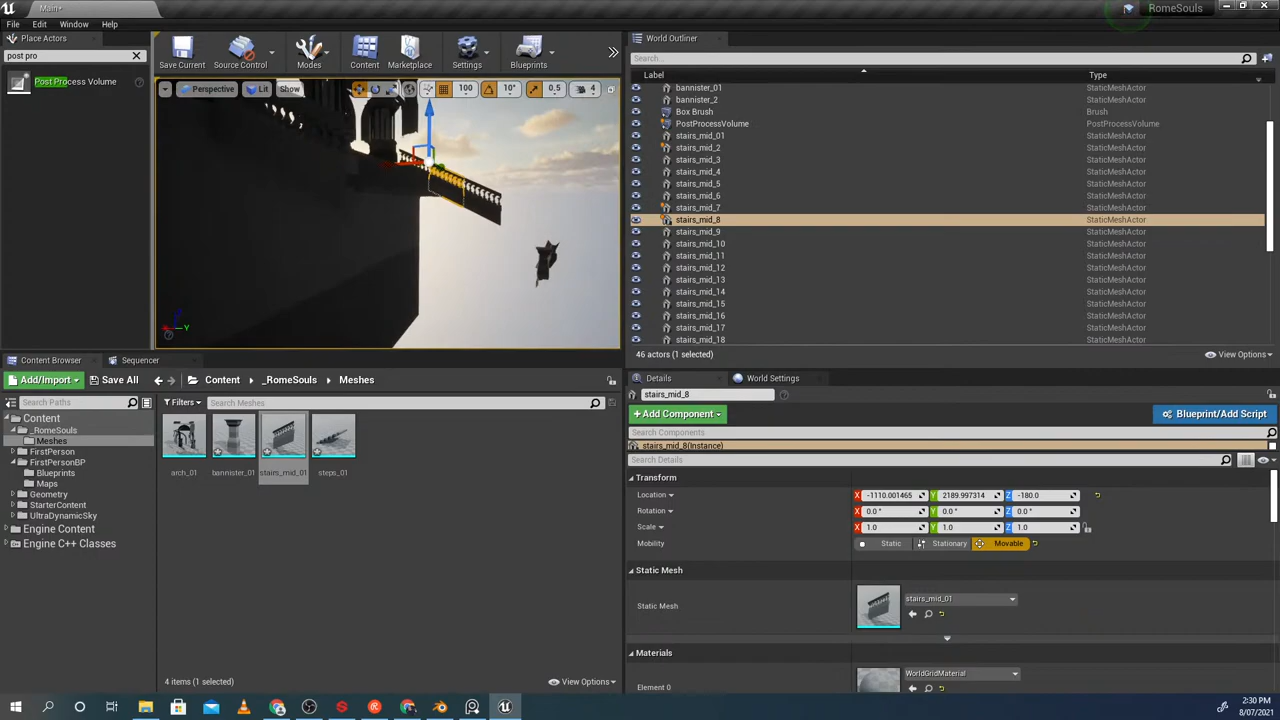 Main+
RomeSouls
File Edit Window Help
Place Actors
World Outliner
post pro
Save Current Source Control Modes Content Marketplace Settings Blueprints
Search...
Label Type
Post Process Volume
Perspective Lit Show 100 10° 0.5 4
bannister_01 StaticMeshActor
bannister_2 StaticMeshActor
Box Brush Brush
PostProcessVolume PostProcessVolume
stairs_mid_01 StaticMeshActor
stairs_mid_2 StaticMeshActor
stairs_mid_3 StaticMeshActor
stairs_mid_4 StaticMeshActor
stairs_mid_5 StaticMeshActor
stairs_mid_6 StaticMeshActor
stairs_mid_7 StaticMeshActor
stairs_mid_8 StaticMeshActor
stairs_mid_9 StaticMeshActor
stairs_mid_10 StaticMeshActor
stairs_mid_11 StaticMeshActor
stairs_mid_12 StaticMeshActor
stairs_mid_13 StaticMeshActor
stairs_mid_14 StaticMeshActor
stairs_mid_15 StaticMeshActor
stairs_mid_16 StaticMeshActor
stairs_mid_17 StaticMeshActor
stairs_mid_18 StaticMeshActor
46 actors (1 selected) View Options
Y
Content Browser Sequencer
Add/Import Save All Content _RomeSouls Meshes
Search Paths Filters Search Meshes
Content
_RomeSouls
Meshes
FirstPerson
FirstPersonBP
Blueprints
Maps
Geometry
StarterContent
UltraDynamicSky
Engine Content
Engine C++ Classes
arch_01 bannister_01 stairs_mid_01 steps_01
4 items (1 selected) View Options
Details World Settings
stairs_mid_8
+Add Component Blueprint/Add Script
Search Components
stairs_mid_8(Instance)
Search Details
Transform
Location X -1110.001465 Y 2189.997314 Z -180.0
Rotation X 0.0° Y 0.0° Z 0.0°
Scale X 1.0 Y 1.0 Z 1.0
Mobility Static Stationary Movable
Static Mesh
Static Mesh stairs_mid_01
Materials
Element 0 WorldGridMaterial
2:30 PM
8/07/2021